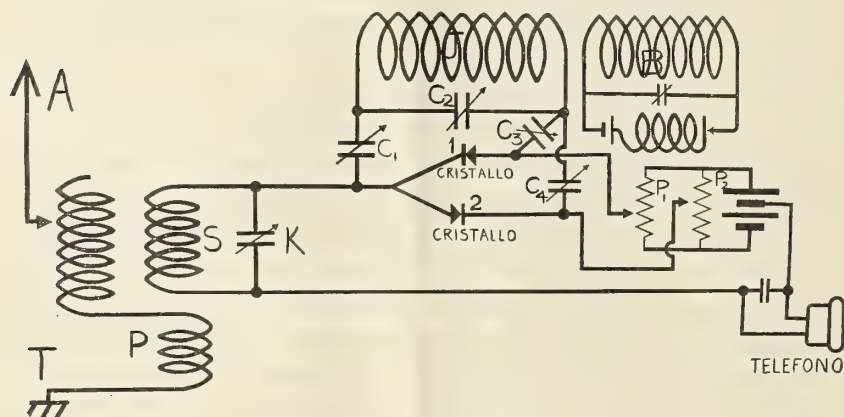 A
J
B
C₂
C₁
C₃
1
CRISTALLO
C₄
P₁
P₂
2
CRISTALLO
S
K
P
T
TELEFONO